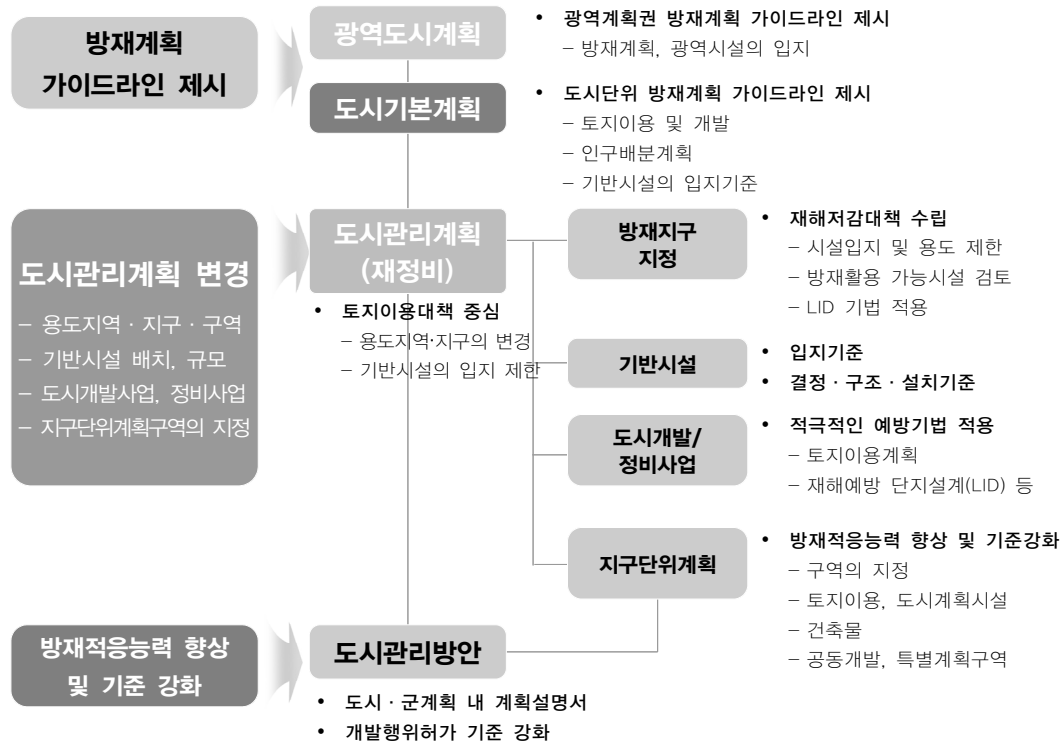 방재계획
가이드라인 제시
광역도시계획
• 광역계획권 방재계획 가이드라인 제시
– 방재계획, 광역시설의 입지
도시기본계획
• 도시단위 방재계획 가이드라인 제시
– 토지이용 및 개발
– 인구배분계획
– 기반시설의 입지기준
도시관리계획 변경
– 용도지역 · 지구 · 구역
– 기반시설 배치, 규모
– 도시개발사업, 정비사업
– 지구단위계획구역의 지정
도시관리계획
(재정비)
• 토지이용대책 중심
– 용도지역·지구의 변경
– 기반시설의 입지 제한
방재지구
지정
• 재해저감대책 수립
– 시설입지 및 용도 제한
– 방재활용 가능시설 검토
– LID 기법 적용
기반시설
• 입지기준
• 결정 · 구조 · 설치기준
도시개발/
정비사업
• 적극적인 예방기법 적용
– 토지이용계획
– 재해예방 단지설계(LID) 등
지구단위계획
• 방재적응능력 향상 및 기준강화
– 구역의 지정
– 토지이용, 도시계획시설
– 건축물
– 공동개발, 특별계획구역
방재적응능력 향상
및 기준 강화
도시관리방안
• 도시 · 군계획 내 계획설명서
• 개발행위허가 기준 강화